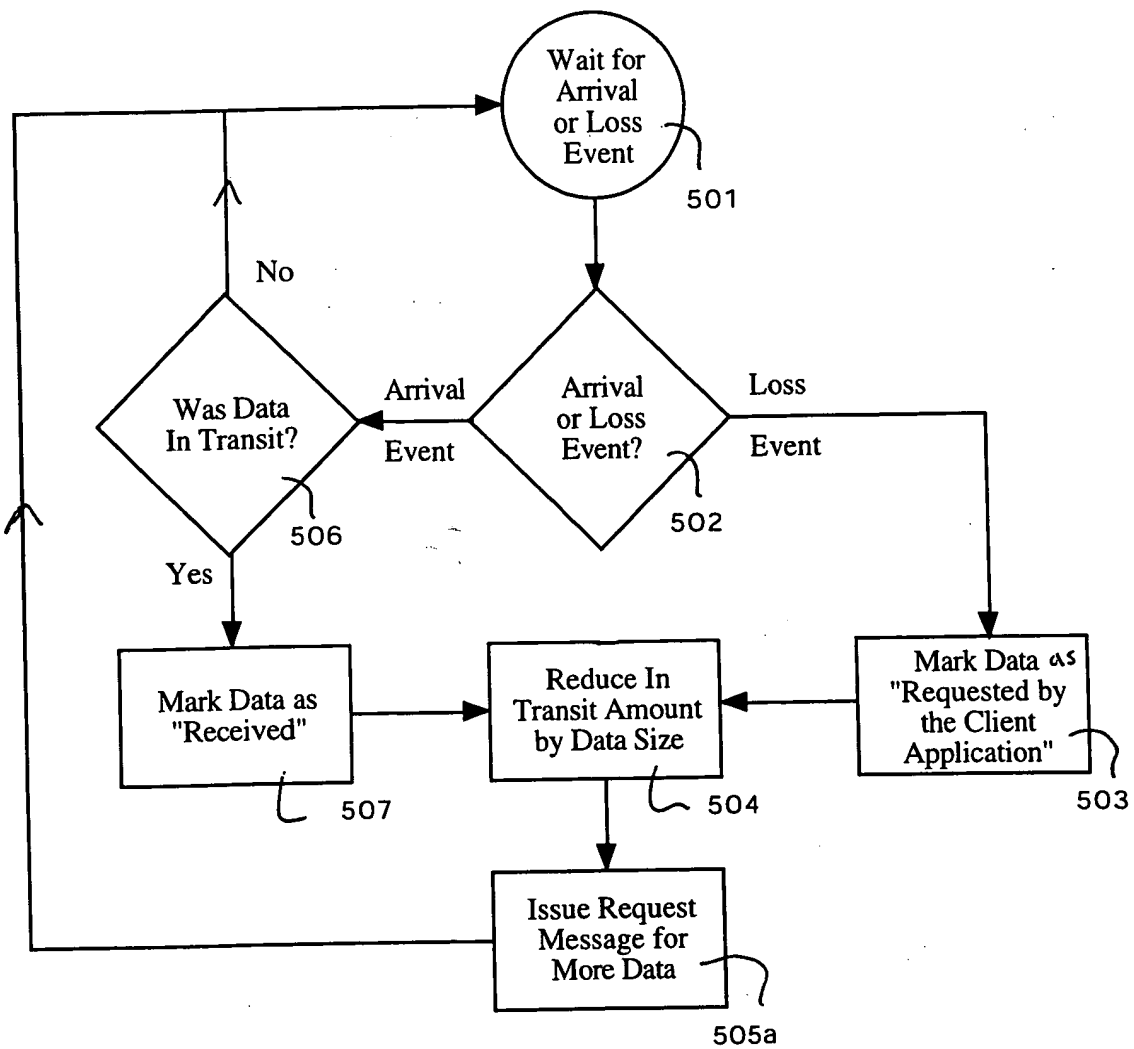 Wait for
Arrival
or Loss
Event
501
No
Was Data
In Transit?
506
Arrival
Event
Arrival
or Loss
Event?
502
Loss
Event
Yes
Mark Data as
"Received"
507
Reduce In
Transit Amount
by Data Size
504
Mark Data as
"Requested by
the Client
Application"
503
Issue Request
Message for
More Data
505a